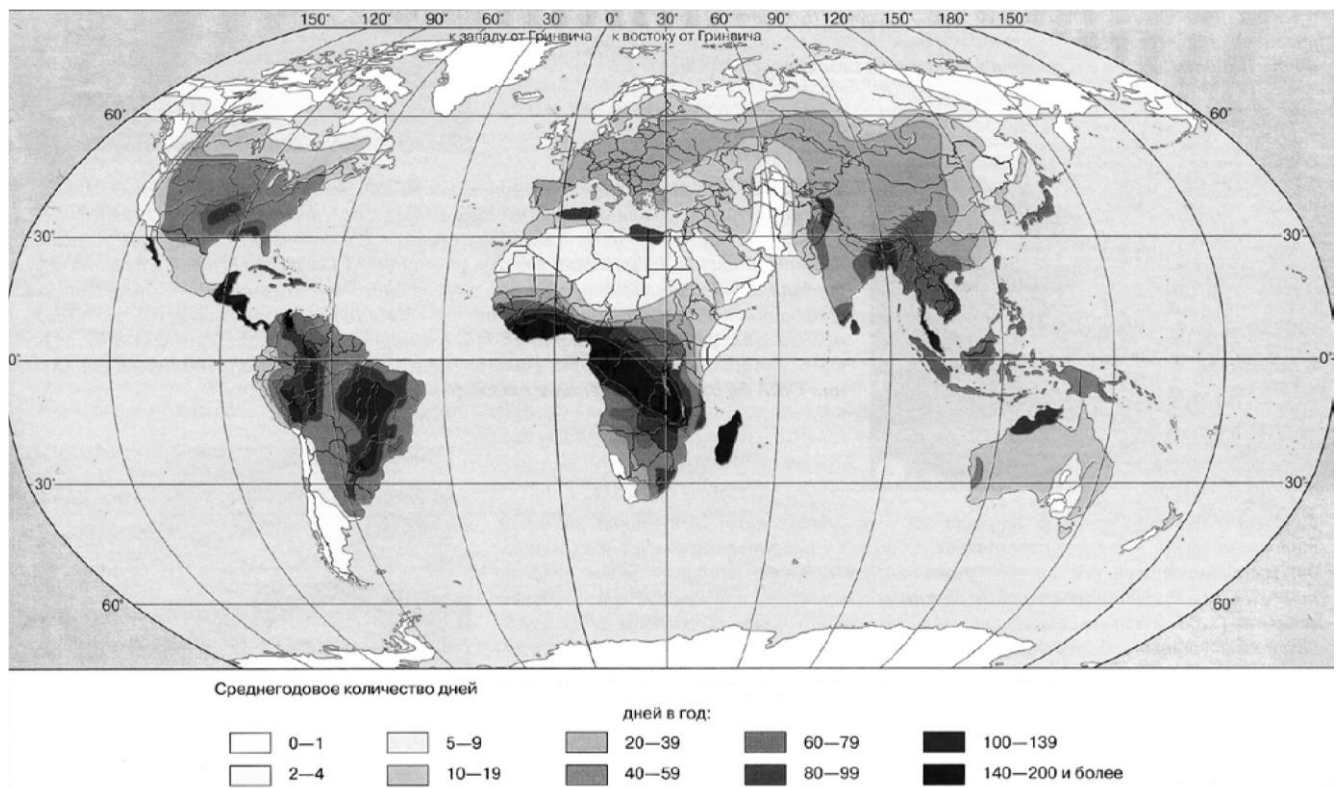 150° 120° 90° 60° 30° 0° 30° 60° 90° 120° 150° 180° 150°
к западу от Гринвича к востоку от Гринвича
60° 60°
30° 30°
0° 0°
30° 30°
60° 60°
Среднегодовое количество дней
дней в год:
0—1 5—9 20—39 60—79 100—139
2—4 10—19 40—59 80—99 140—200 и более